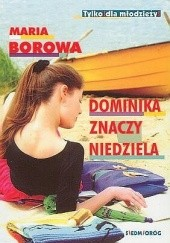 Tylko dla młodzieży
MARIA
BOROWA
DOMINIKA
ZNACZY
NIEDZIELA
SIEDMIORÓG